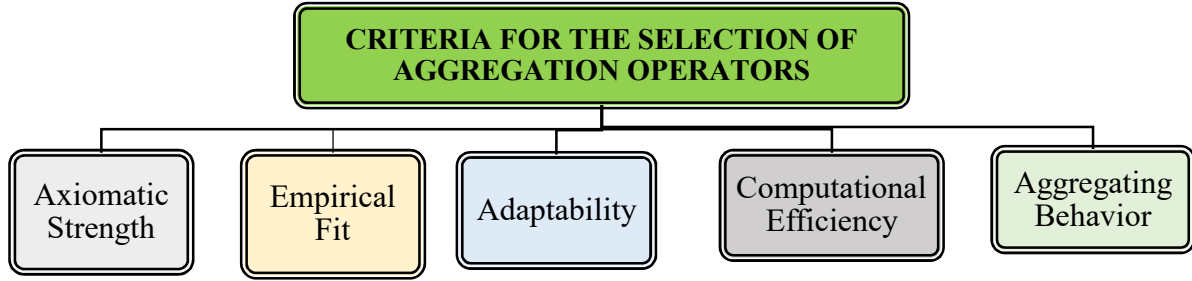 CRITERIA FOR THE SELECTION OF
AGGREGATION OPERATORS
Axiomatic
Strength
Empirical
Fit
Adaptability
Computational
Efficiency
Aggregating
Behavior